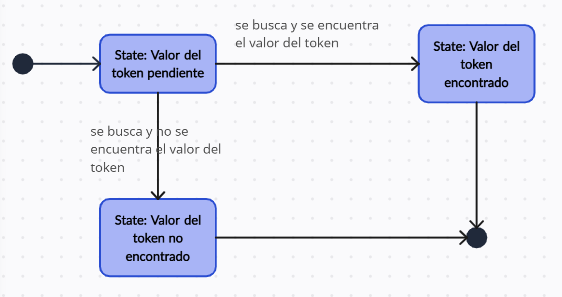 se busca y se encuentra
el valor del token
State: Valor del
token pendiente
State: Valor del
token
encontrado
se busca y no se
encuentra el valor del
token
State: Valor del
token no
encontrado